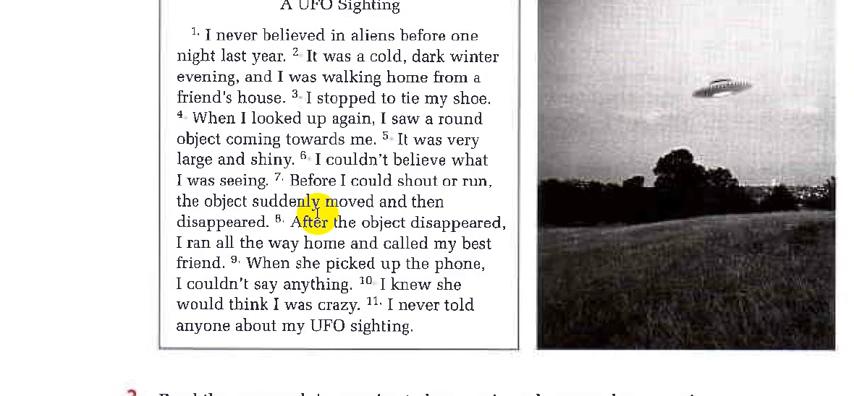 A UFO Sighting
1. I never believed in aliens before one
night last year. 2. It was a cold, dark winter
evening, and I was walking home from a
friend's house. 3. I stopped to tie my shoe.
4. When I looked up again, I saw a round
object coming towards me. 5. It was very
large and shiny. 6. I couldn't believe what
I was seeing. 7. Before I could shout or run,
the object suddenly moved and then
disappeared. 8. After the object disappeared,
I ran all the way home and called my best
friend. 9. When she picked up the phone,
I couldn't say anything. 10. I knew she
would think I was crazy. 11. I never told
anyone about my UFO sighting.